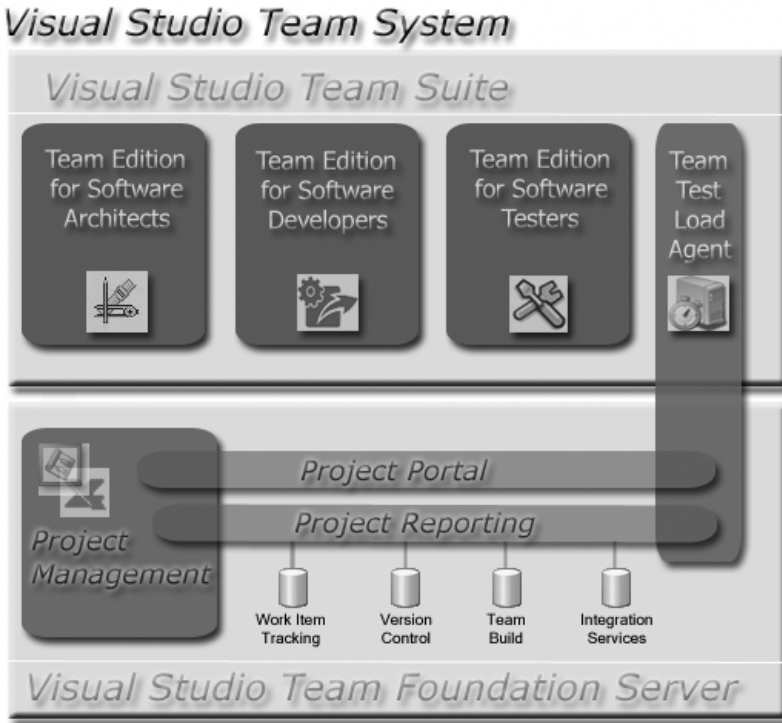 Visual Studio Team System
Visual Studio Team Suite
Team Edition
for Software
Architects
Team Edition
for Software
Developers
Team Edition
for Software
Testers
Team
Test
Load
Agent
Project Portal
Project Reporting
Project
Management
Work Item
Tracking
Version
Control
Team
Build
Integration
Services
Visual Studio Team Foundation Server